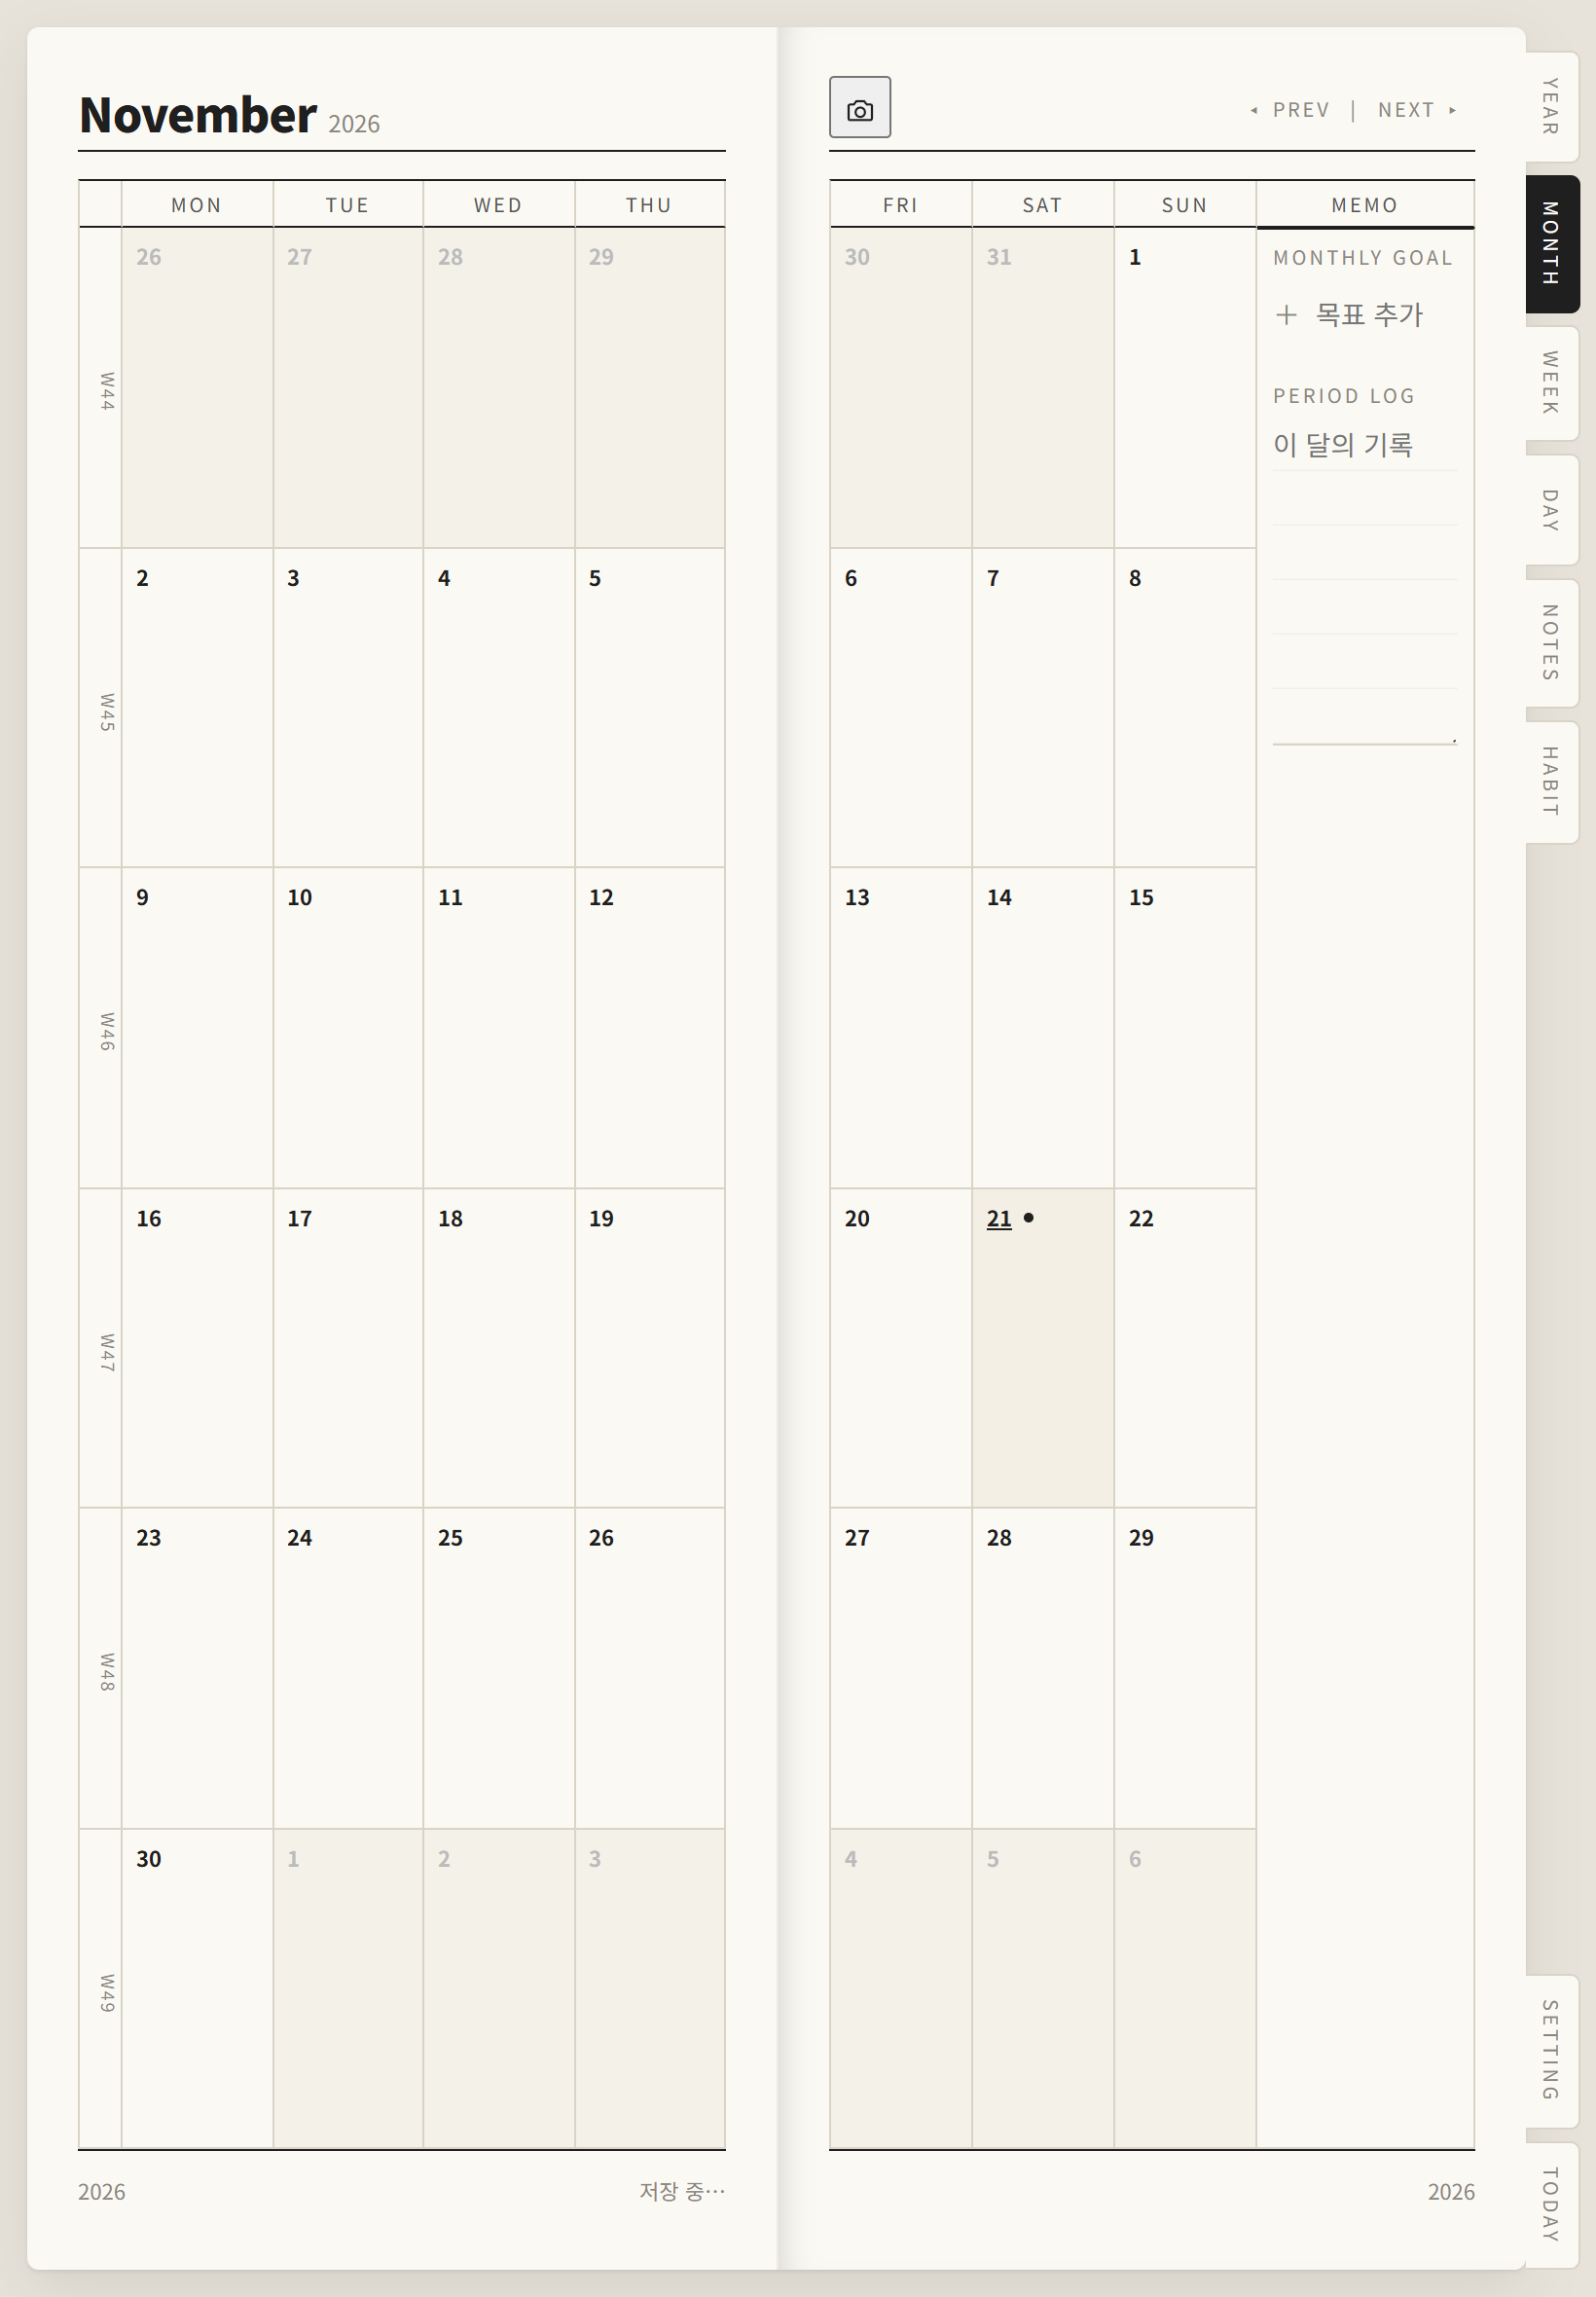 November 2026
◂ PREV | NEXT ▸
MON TUE WED THU FRI SAT SUN MEMO
W44 26 27 28 29 30 31 1
MONTHLY GOAL
+ 목표 추가
PERIOD LOG
이 달의 기록
W45 2 3 4 5 6 7 8
W46 9 10 11 12 13 14 15
W47 16 17 18 19 20 21 • 22
W48 23 24 25 26 27 28 29
W49 30 1 2 3 4 5 6
2026 저장 중… 2026
YEAR
MONTH
WEEK
DAY
NOTES
HABIT
SETTING
TODAY